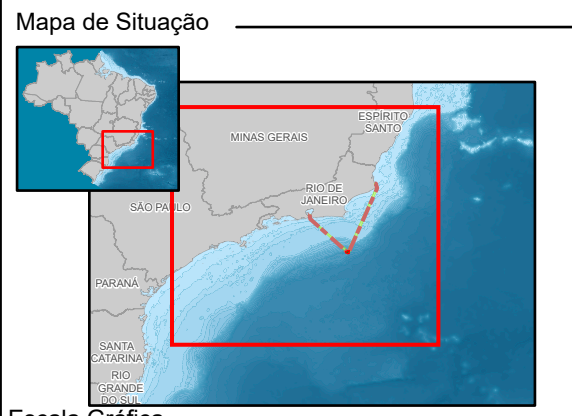 Mapa de Situação
ESPÍRITO
SANTO
MINAS GERAIS
RIO DE
JANEIRO
SÃO PAULO
PARANÁ
SANTA
CATARINA
RIO
GRANDE
DO SUL
Escala Gráfica